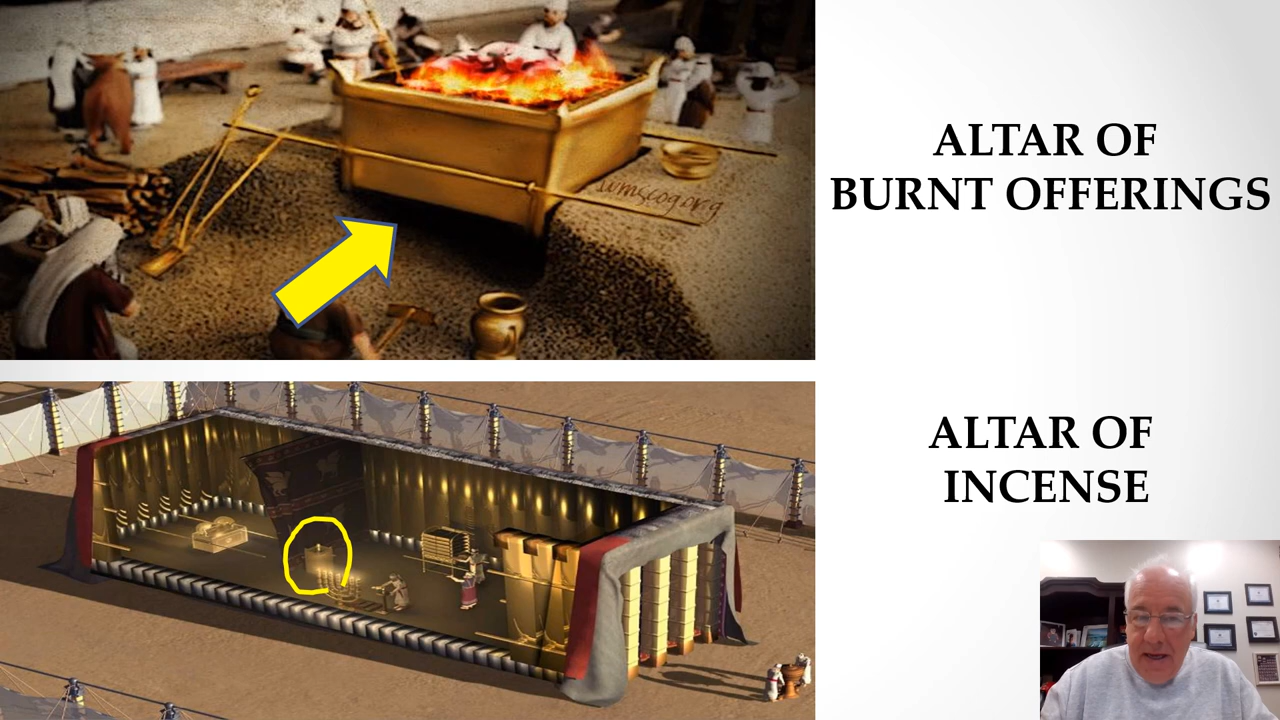 wmscog.org
ALTAR OF
BURNT OFFERINGS
ALTAR OF
INCENSE